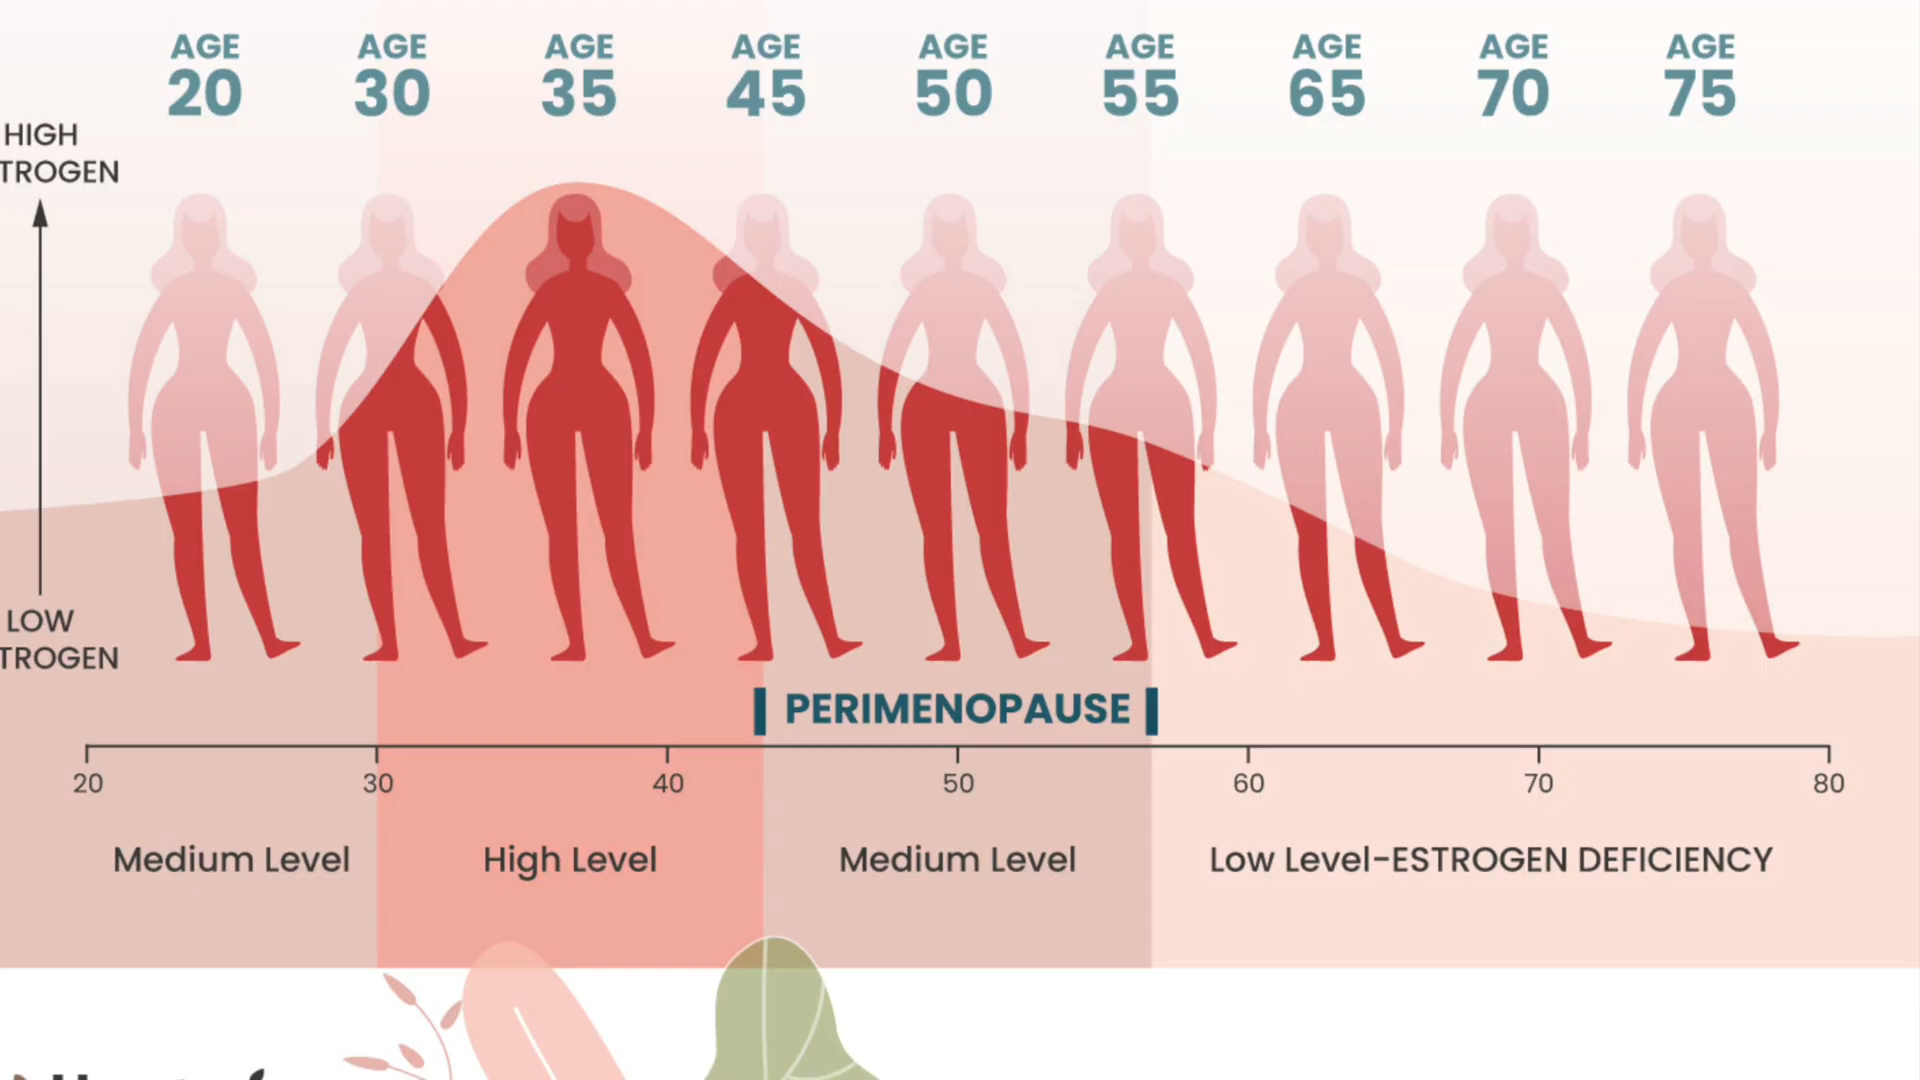 AGE AGE AGE AGE AGE AGE AGE AGE AGE
20 30 35 45 50 55 65 70 75
HIGH
TROGEN
LOW
TROGEN
PERIMENOPAUSE
20 30 40 50 60 70 80
Medium Level High Level Medium Level Low Level-ESTROGEN DEFICIENCY